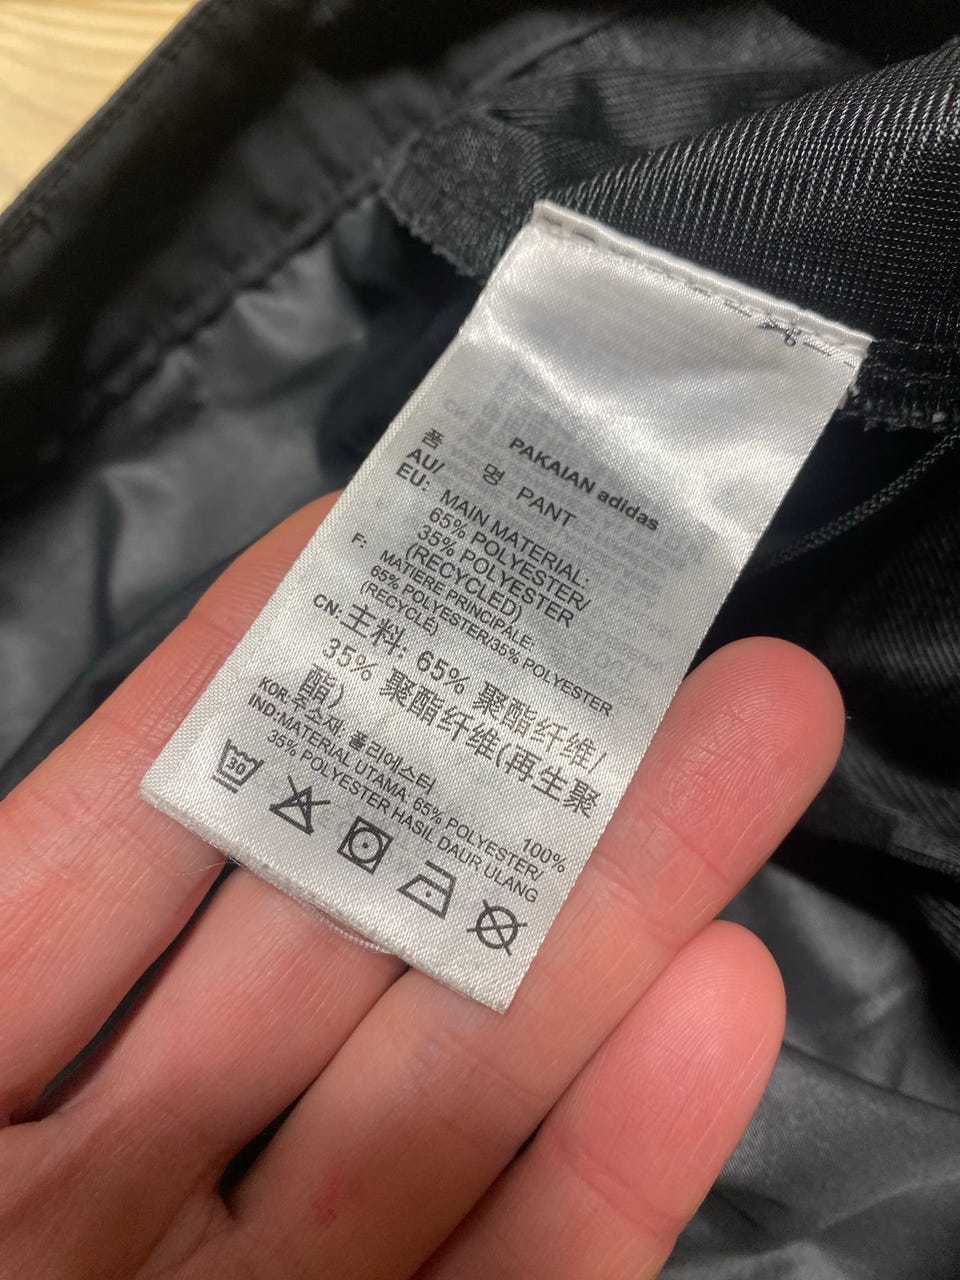 PAKAIAN adidas
품 명 PANT
AU/
EU: MAIN MATERIAL:
65% POLYESTER/
35% POLYESTER
(RECYCLED)
F: MATIERE PRINCIPALE:
65% POLYESTER/35% POLYESTER
(RECYCLÉ)
CN: 主料: 65% 聚酯纤维/
35% 聚酯纤维(再生聚
酯)
KOR: 주소재: 폴리에스터 100%
IND: MATERIAL UTAMA, 65% POLYESTER/
35% POLYESTER HASIL DAUR ULANG
30